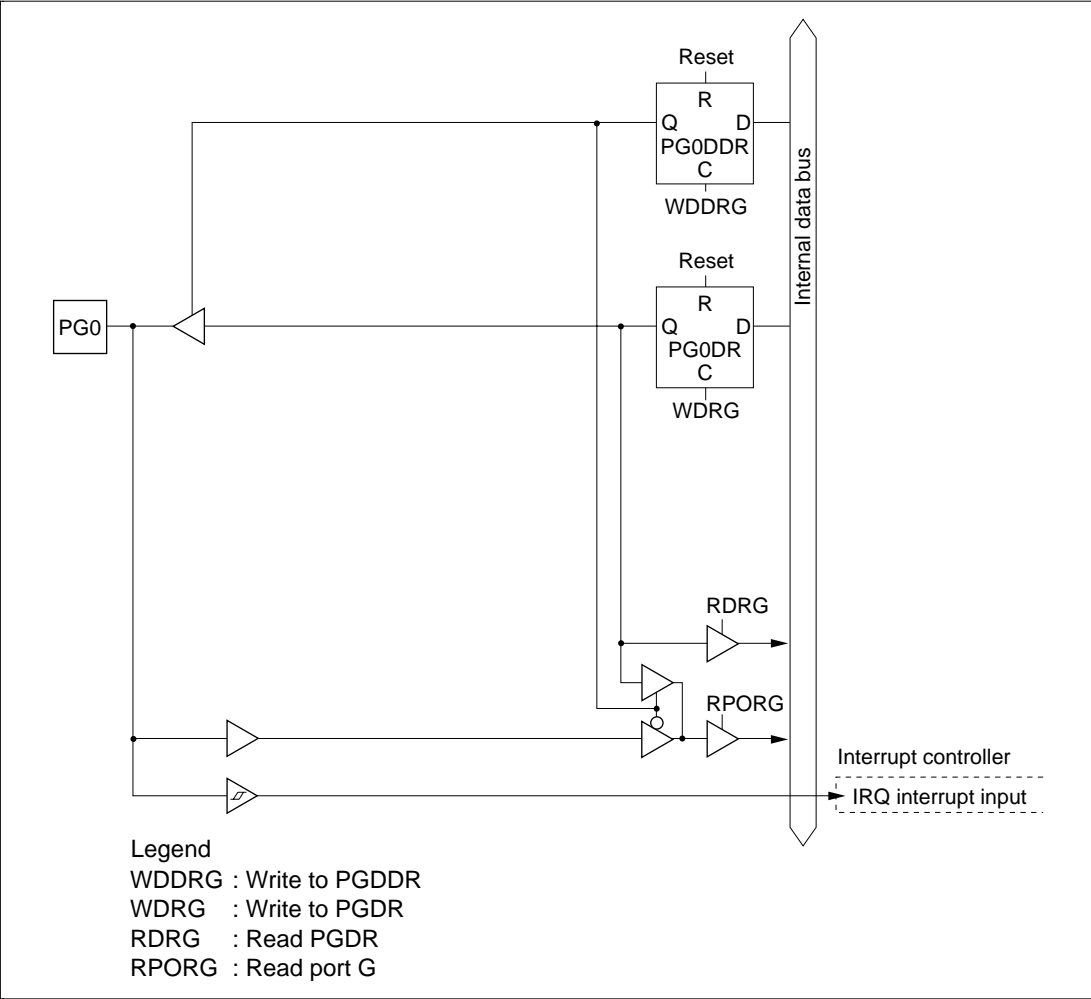 Reset
R
Q D
PG0DDR
C
WDDRG
Internal data bus
Reset
R
PG0
Q D
PG0DR
C
WDRG
RDRG
RPORG
Interrupt controller
IRQ interrupt input
Legend
WDDRG : Write to PGDDR
WDRG : Write to PGDR
RDRG : Read PGDR
RPORG : Read port G